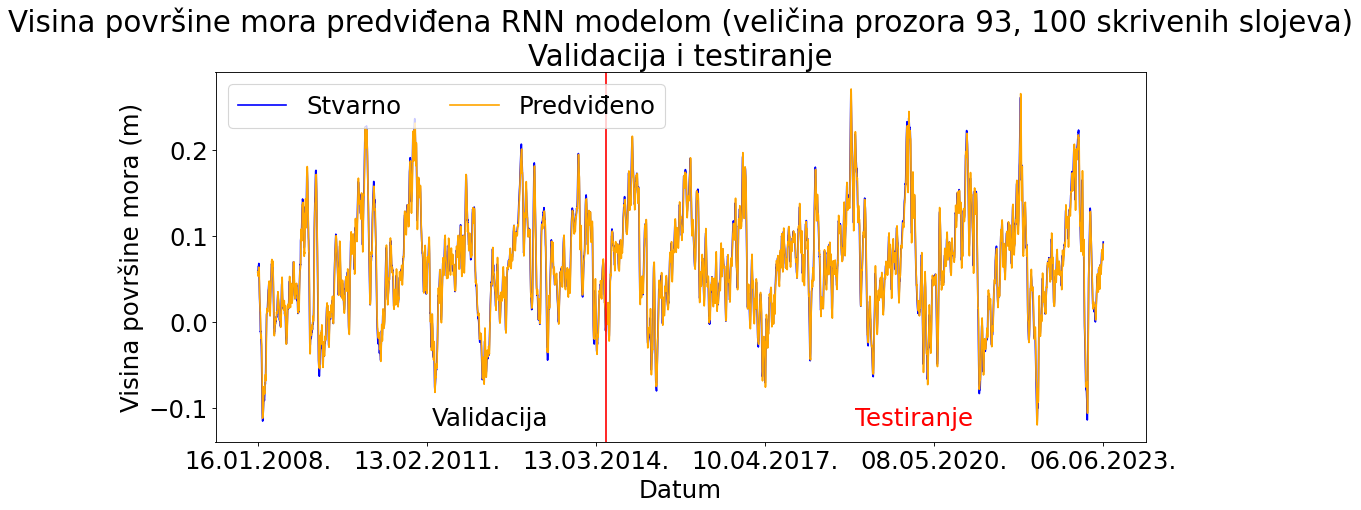 Visina površine mora predviđena RNN modelom (veličina prozora 93, 100 skrivenih slojeva)
Validacija i testiranje
Stvarno Predviđeno
Visina površine mora (m)
0.2
0.1
0.0
−0.1
Validacija Testiranje
16.01.2008. 13.02.2011. 13.03.2014. 10.04.2017. 08.05.2020. 06.06.2023.
Datum